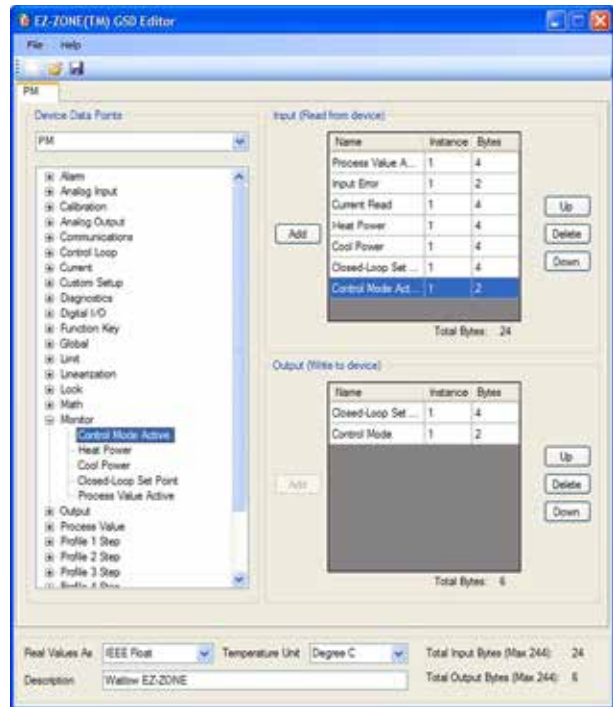 EZ-ZONE(TM) GSD Editor
File Help
PM
Device Data Points
PM
Alarm
Analog Input
Calibration
Analog Output
Communications
Control Loop
Current
Custom Setup
Diagnostics
Digital I/O
Function Key
Global
Limit
Linearization
Lock
Math
Monitor
Control Mode Active
Heat Power
Cool Power
Closed-Loop Set Point
Process Value Active
Output
Process Value
Profile 1 Step
Profile 2 Step
Profile 3 Step
Profile 4 Step
Input (Read from device)
Add
Name Instance Bytes
Process Value A... 1 4
Input Error 1 2
Current Read 1 4
Heat Power 1 4
Cool Power 1 4
Closed-Loop Set ... 1 4
Control Mode Act... 1 2
Up
Delete
Down
Total Bytes: 24
Output (Write to device)
Add
Name Instance Bytes
Closed-Loop Set ... 1 4
Control Mode 1 2
Up
Delete
Down
Total Bytes: 6
Real Values As IEEE Float Temperature Unit Degree C Total Input Bytes (Max 244): 24
Description Watlow EZ-ZONE Total Output Bytes (Max 244): 6